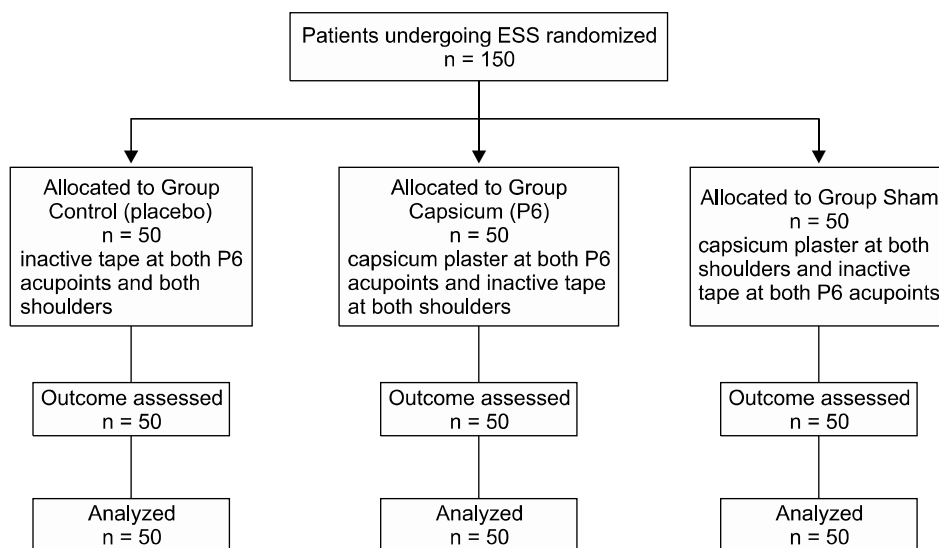 Patients undergoing ESS randomized
n = 150
Allocated to Group
Control (placebo)
n = 50
inactive tape at both P6
acupoints and both
shoulders
Allocated to Group
Capsicum (P6)
n = 50
capsicum plaster at both P6
acupoints and inactive tape
at both shoulders
Allocated to Group Sham
n = 50
capsicum plaster at both
shoulders and inactive
tape at both P6 acupoints
Outcome assessed
n = 50
Outcome assessed
n = 50
Outcome assessed
n = 50
Analyzed
n = 50
Analyzed
n = 50
Analyzed
n = 50